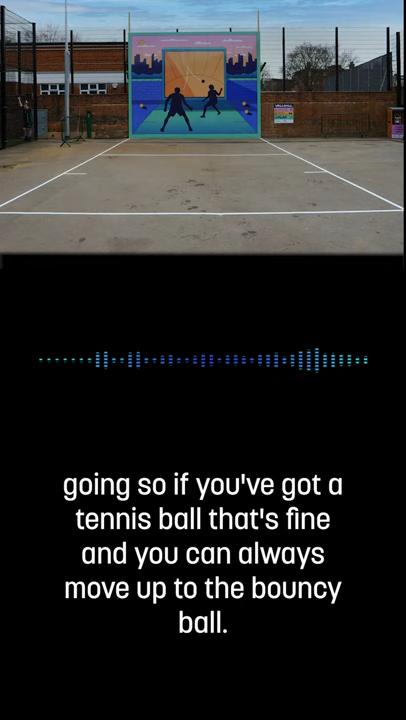 going so if you've got a
tennis ball that's fine
and you can always
move up to the bouncy
ball.